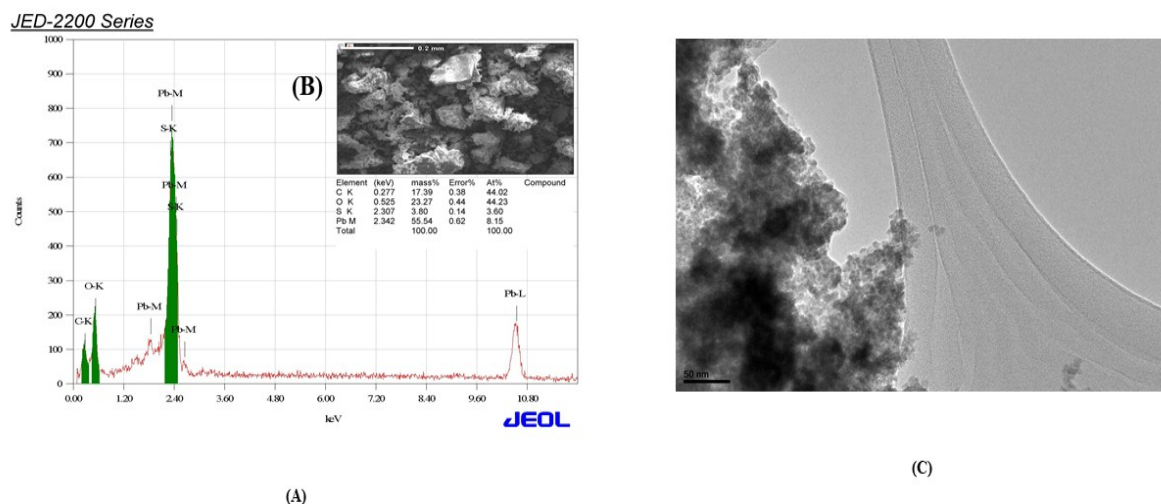 JED-2200 Series
1000
900
800
700
600
500
400
300
200
100
0
Counts
0.00 1.20 2.40 3.60 4.80 6.00 7.20 8.40 9.60 10.80
keV
C-K
O-K
Pb-M
Pb-M
S-K
Pb-M
S-K
Pb-M
Pb-L
(B)
0.2 mm
Element (keV) mass% Error% At% Compound
C K 0.277 17.39 0.38 44.02
O K 0.525 23.27 0.44 44.23
S K 2.307 3.80 0.14 3.60
Pb M 2.342 55.54 0.62 8.15
Total 100.00 100.00
JEOL
(A)
50 nm
(C)